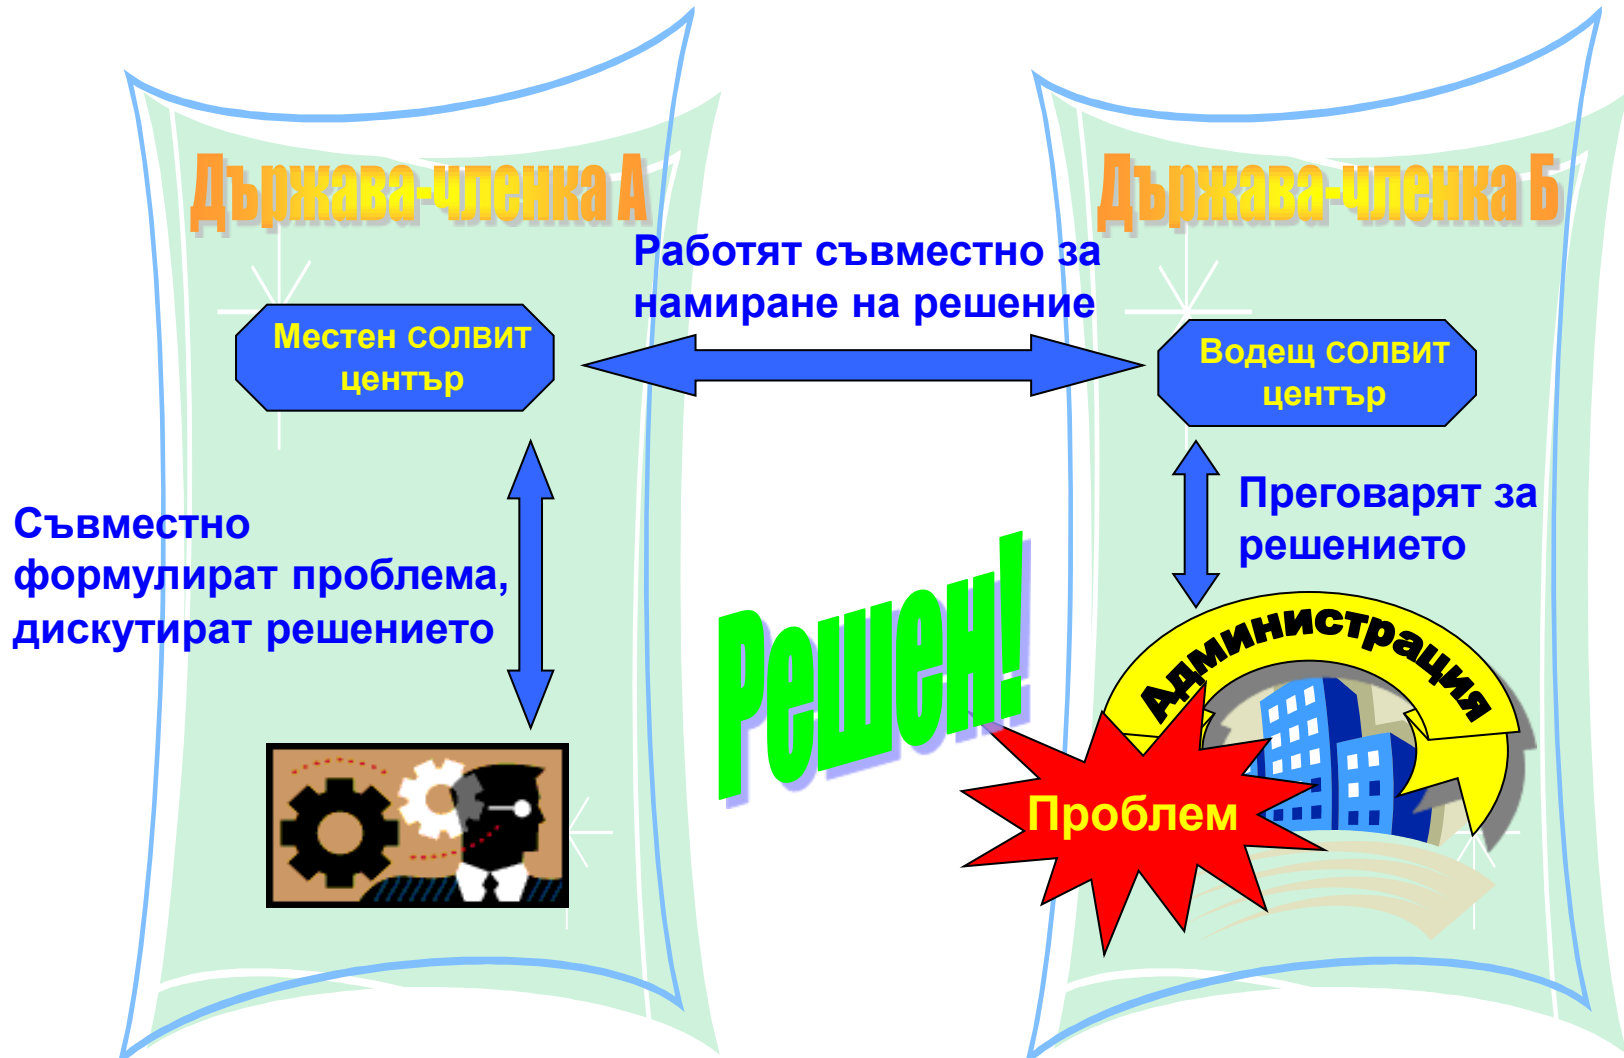 Държава-членка А
Държава-членка Б
Работят съвместно за
намиране на решение
Местен СОЛВИТ
център
Водещ СОЛВИТ
център
Съвместно
формулират проблема,
дискутират решението
Преговарят за
решението
Решен!
Администрация
Проблем